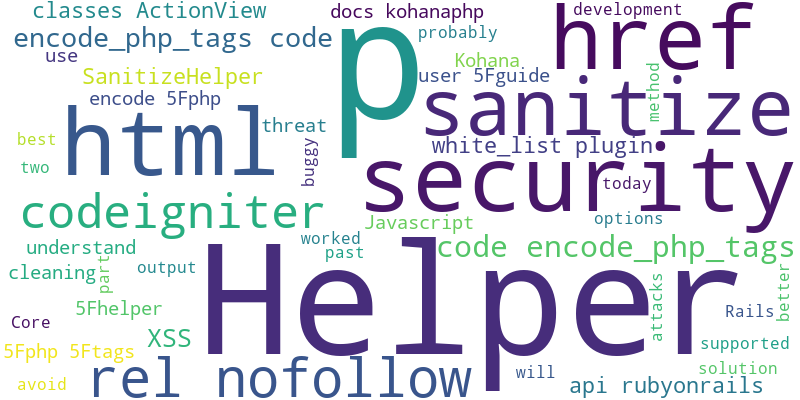 classes ActionView
docs kohanaphp
development
encode_php_tags code
probably
p
href
use
Kohana
SanitizeHelper
user 5Fguide
method
encode 5Fphp
sanitize
html
threat
best
buggy
white_list plugin
two
security
today
codeigniter
options
Javascript
understand
worked
code encode_php_tags
past
cleaning
part
output
Helper
attacks
better
5Fhelper
Rails
Core
XSS
supported
5Fphp 5Ftags
rel nofollow
solution
will
avoid
api rubyonrails